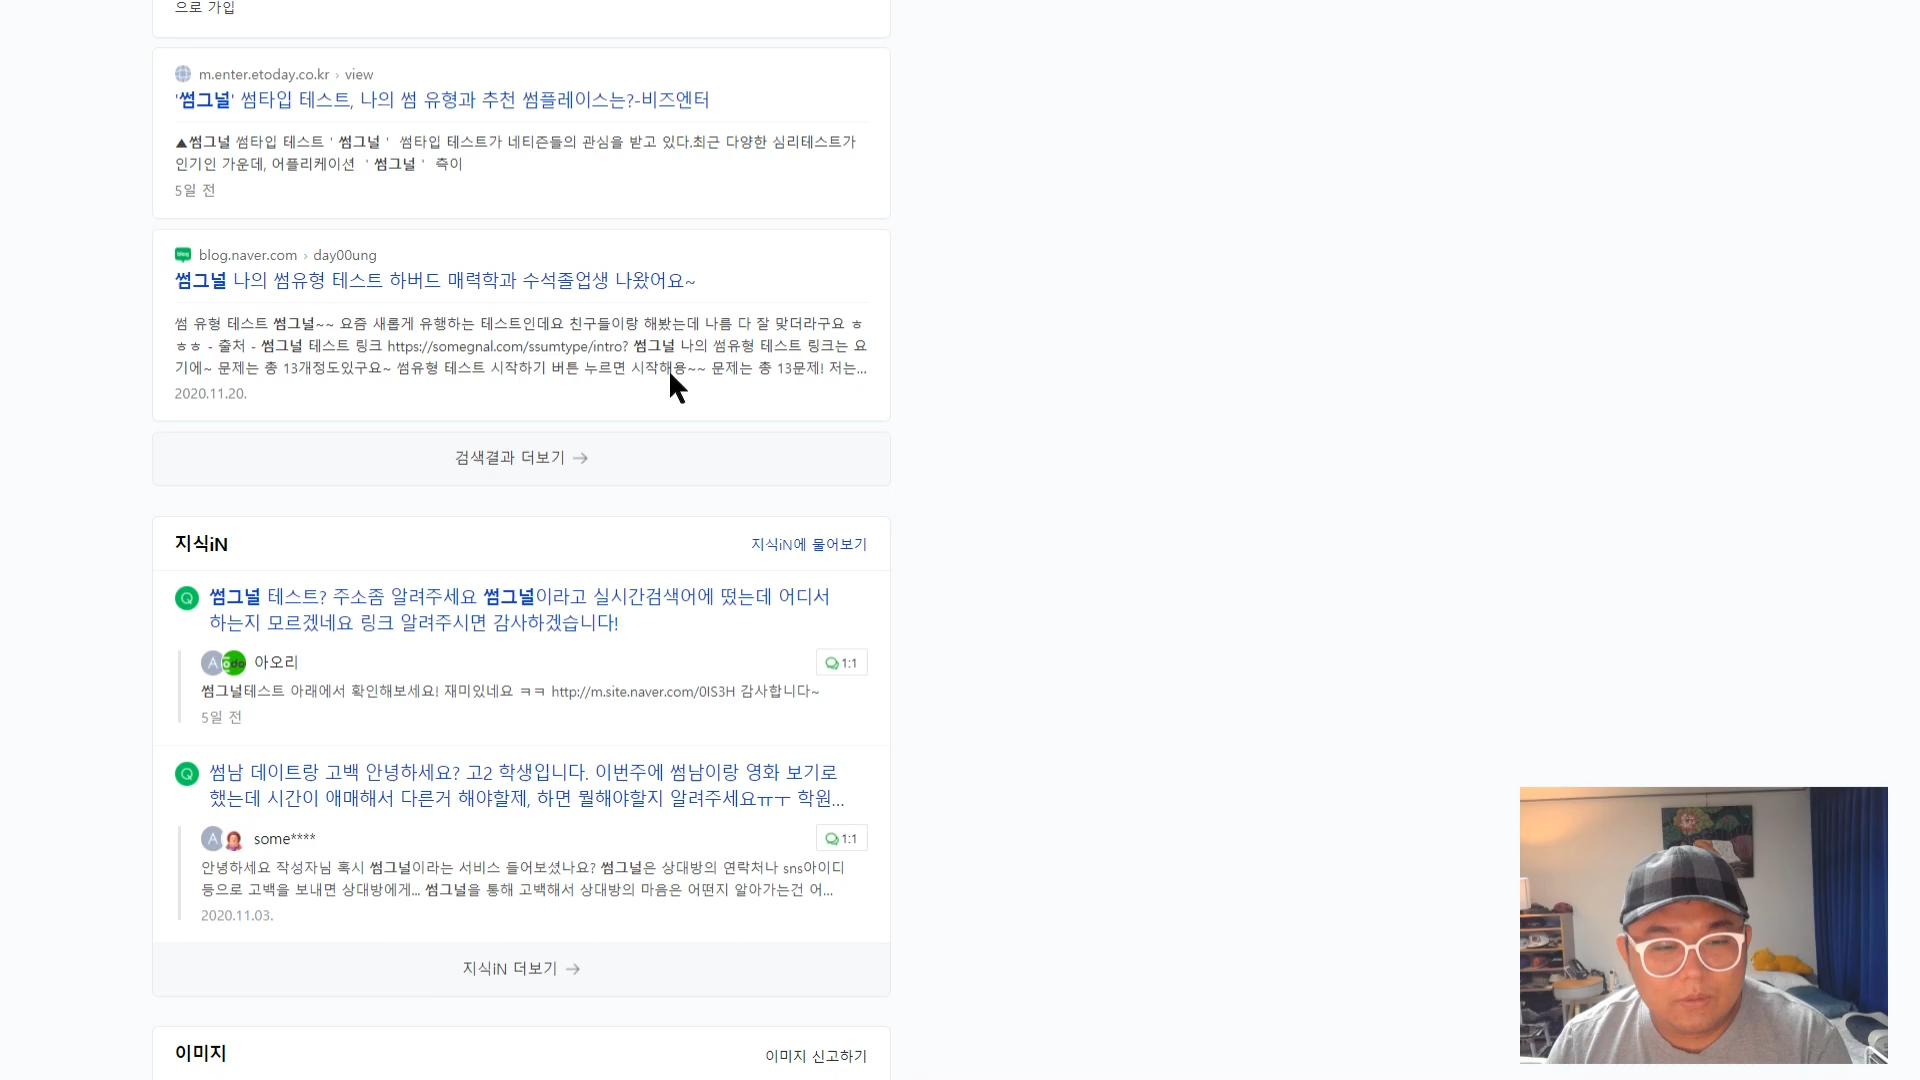 으로 가입
m.enter.etoday.co.kr › view
'썸그널' 썸타입 테스트, 나의 썸 유형과 추천 썸플레이스는?-비즈엔터
▲썸그널 썸타입 테스트 ' 썸그널 ' 썸타입 테스트가 네티즌들의 관심을 받고 있다.최근 다양한 심리테스트가
인기인 가운데, 어플리케이션 ' 썸그널 ' 측이
5일 전
blog
blog.naver.com › day00ung
썸그널 나의 썸유형 테스트 하버드 매력학과 수석졸업생 나왔어요~
썸 유형 테스트 썸그널~~ 요즘 새롭게 유행하는 테스트인데요 친구들이랑 해봤는데 나름 다 잘 맞더라구요 ㅎ
ㅎㅎ - 출처 - 썸그널 테스트 링크 https://somegnal.com/ssumtype/intro? 썸그널 나의 썸유형 테스트 링크는 요
기에~ 문제는 총 13개정도있구요~ 썸유형 테스트 시작하기 버튼 누르면 시작해용~~ 문제는 총 13문제! 저는...
2020.11.20.
검색결과 더보기 →
지식iN
지식iN에 물어보기
Q 썸그널 테스트? 주소좀 알려주세요 썸그널이라고 실시간검색어에 떴는데 어디서
하는지 모르겠네요 링크 알려주시면 감사하겠습니다!
A 아오리
1:1
썸그널테스트 아래에서 확인해보세요! 재미있네요 ㅋㅋ http://m.site.naver.com/0IS3H 감사합니다~
5일 전
Q 썸남 데이트랑 고백 안녕하세요? 고2 학생입니다. 이번주에 썸남이랑 영화 보기로
했는데 시간이 애매해서 다른거 해야할제, 하면 뭘해야할지 알려주세요ㅠㅜ 학원...
A some****
1:1
안녕하세요 작성자님 혹시 썸그널이라는 서비스 들어보셨나요? 썸그널은 상대방의 연락처나 sns아이디
등으로 고백을 보내면 상대방에게... 썸그널을 통해 고백해서 상대방의 마음은 어떤지 알아가는건 어...
2020.11.03.
지식iN 더보기 →
이미지
이미지 신고하기